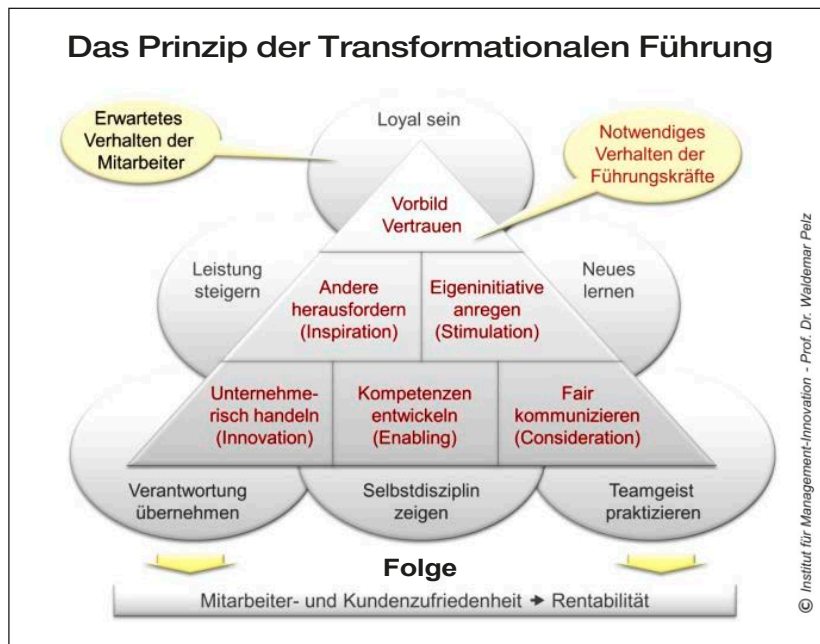 Das Prinzip der Transformationalen Führung
Erwartetes
Verhalten der
Mitarbeiter
Loyal sein
Notwendiges
Verhalten der
Führungskräfte
Vorbild
Vertrauen
Leistung
steigern
Andere
herausfordern
(Inspiration)
Eigeninitiative
anregen
(Stimulation)
Neues
lernen
Unternehme-
risch handeln
(Innovation)
Kompetenzen
entwickeln
(Enabling)
Fair
kommunizieren
(Consideration)
Verantwortung
übernehmen
Selbstdisziplin
zeigen
Teamgeist
praktizieren
Folge
Mitarbeiter- und Kundenzufriedenheit ➔ Rentabilität
© Institut für Management-Innovation - Prof. Dr. Waldemar Pelz